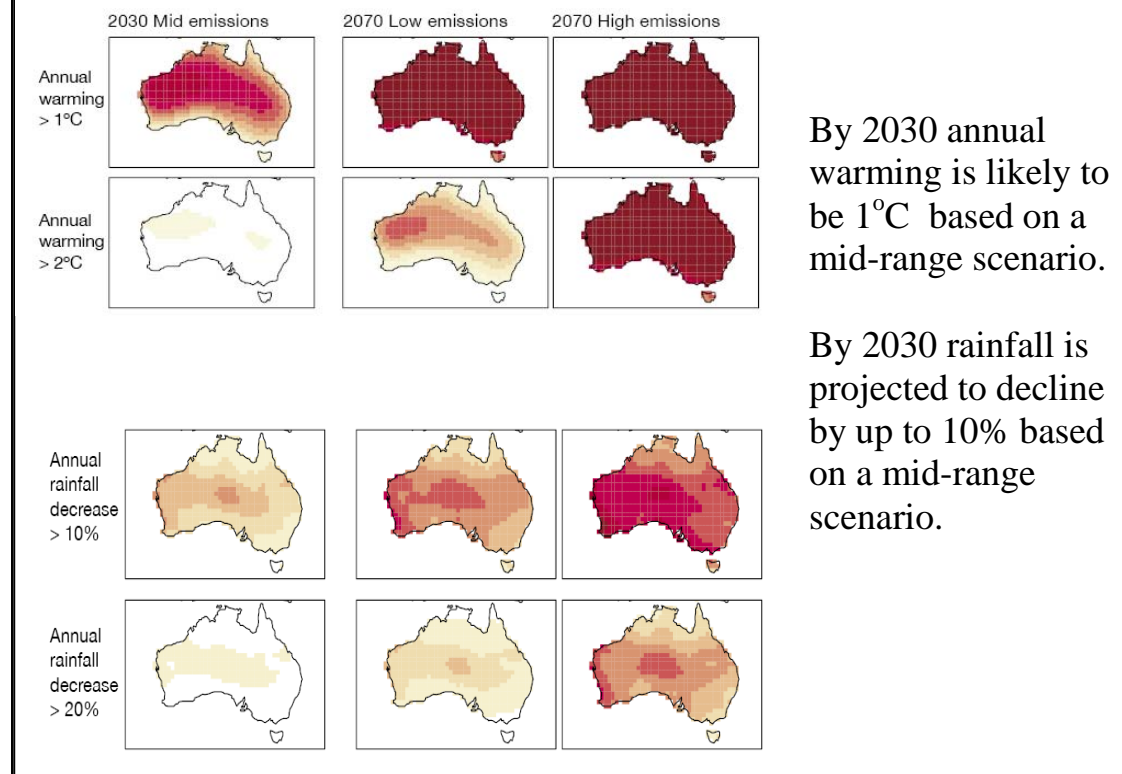 2030 Mid emissions
2070 Low emissions
2070 High emissions
Annual
warming
> 1°C
Annual
warming
> 2°C
By 2030 annual
warming is likely to
be 1°C based on a
mid-range scenario.
By 2030 rainfall is
projected to decline
by up to 10% based
on a mid-range
scenario.
Annual
rainfall
decrease
> 10%
Annual
rainfall
decrease
> 20%